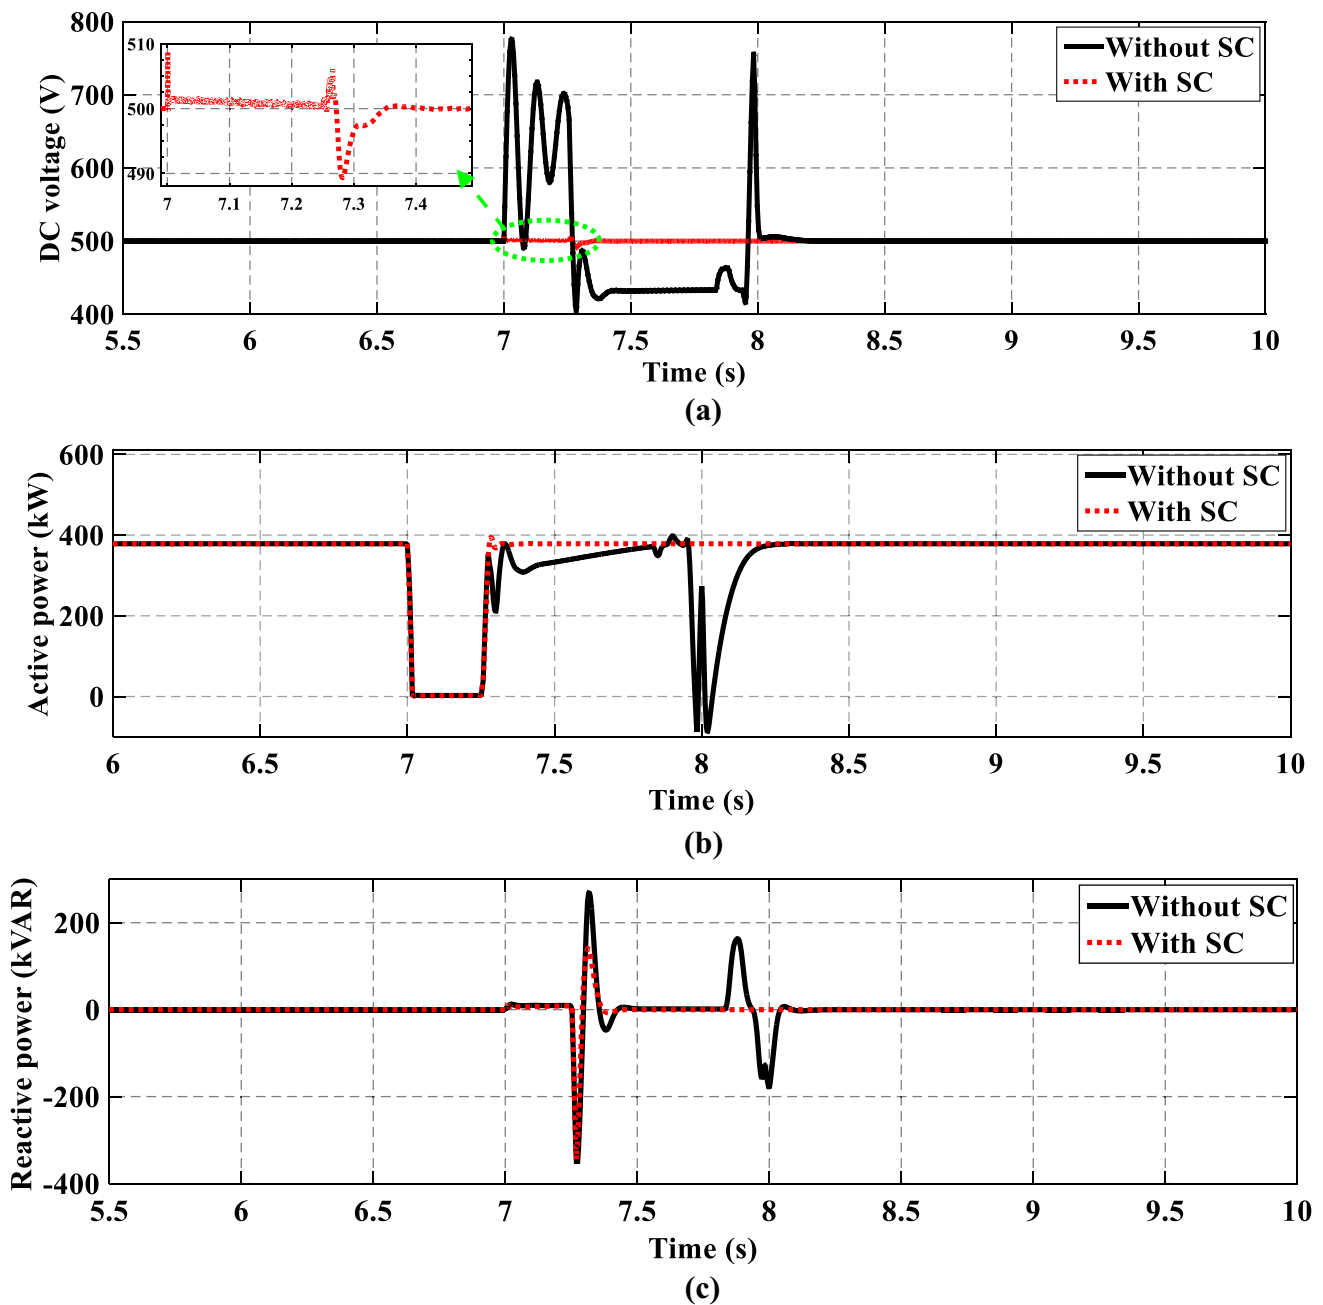 800
700
600
500
400
DC voltage (V)
510
500
490
7 7.1 7.2 7.3 7.4
Without SC
With SC
5.5 6 6.5 7 7.5 8 8.5 9 9.5 10
Time (s)
(a)
600
400
200
0
Active power (kW)
Without SC
With SC
6 6.5 7 7.5 8 8.5 9 9.5 10
Time (s)
(b)
200
0
-200
-400
Reactive power (kVAR)
Without SC
With SC
5.5 6 6.5 7 7.5 8 8.5 9 9.5 10
Time (s)
(c)